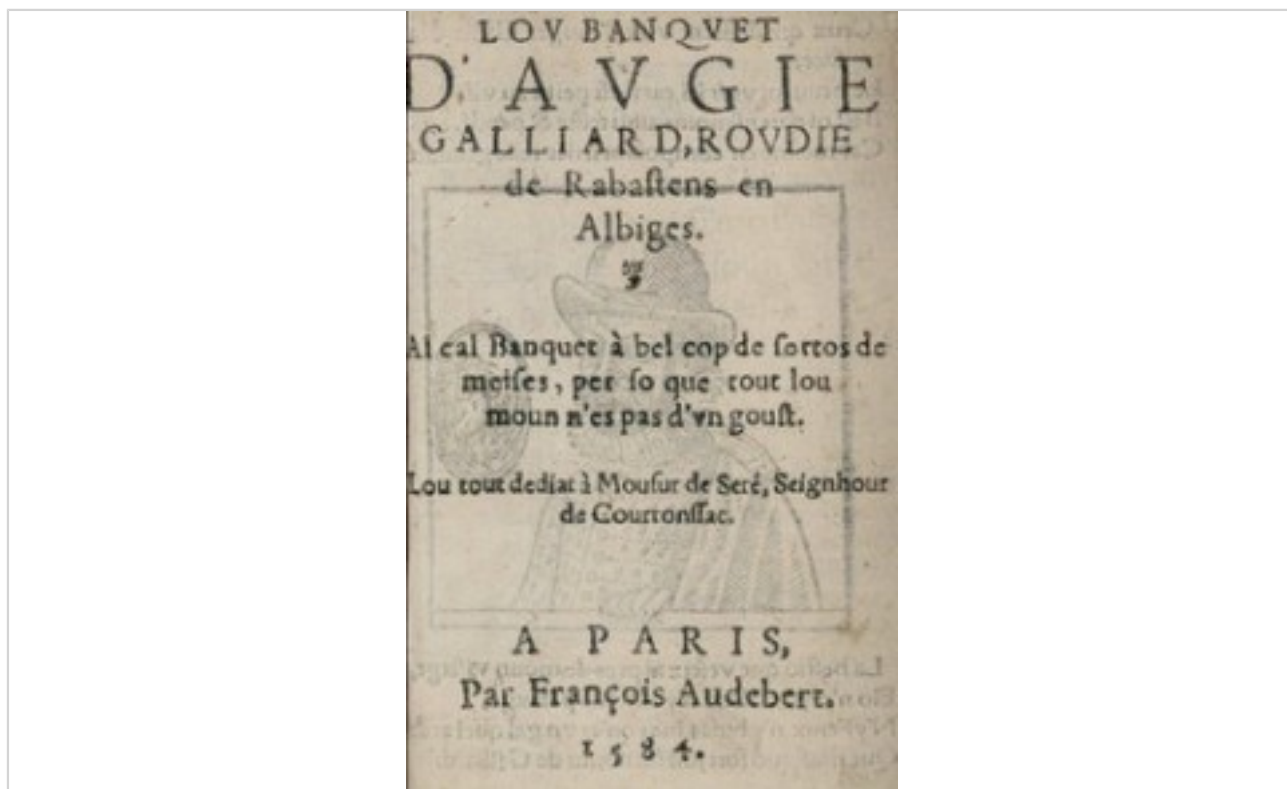 LOV BANQVET
D'AVGIE
GALLIARD, ROVDIE
de Rabaſtens en
Albiges.
Al cal Banquet à bel cop de ſortos de
meiſes, per ſo que tout lou
moun n'es pas d'vn gouſt.
Lou tout dediat à Mouſur de Seré, Seignhour
de Courtonſſac.
A PARIS,
Par François Audebert.
1584.